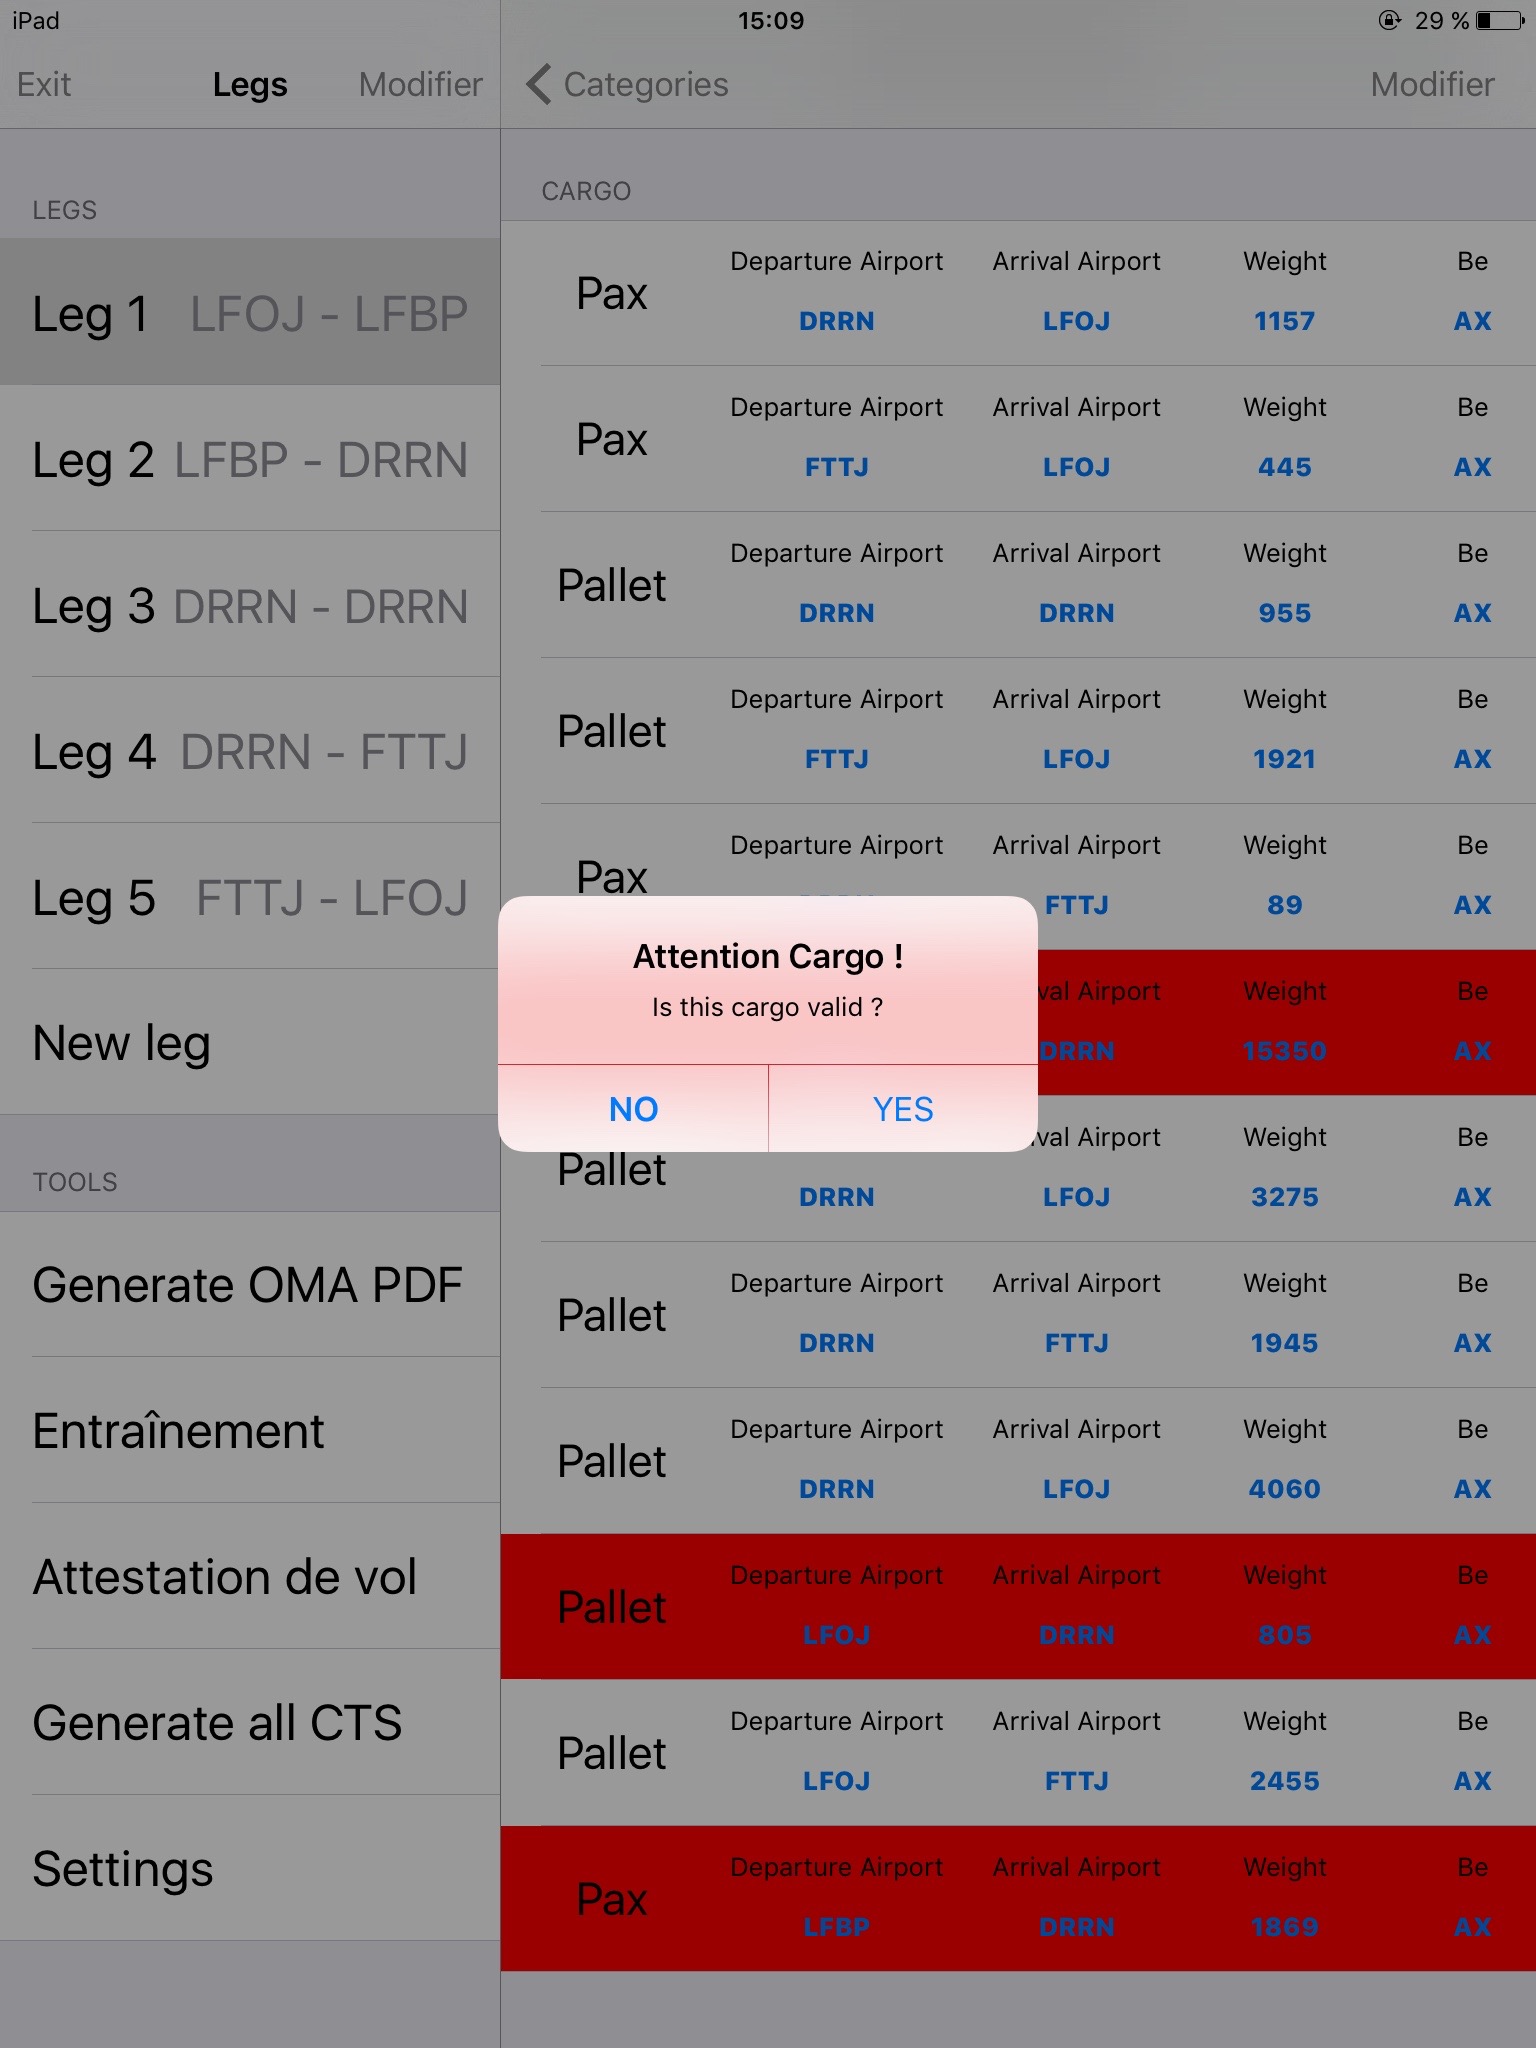 iPad
15:09
29 %
Exit
Legs
Modifier
Categories
Modifier
LEGS
Leg 1 LFOJ - LFBP
Leg 2 LFBP - DRRN
Leg 3 DRRN - DRRN
Leg 4 DRRN - FTTJ
Leg 5 FTTJ - LFOJ
New leg
TOOLS
Generate OMA PDF
Entraînement
Attestation de vol
Generate all CTS
Settings
CARGO
Departure Airport Arrival Airport Weight Be
Pax
DRRN LFOJ 1157 AX
Departure Airport Arrival Airport Weight Be
Pax
FTTJ LFOJ 445 AX
Departure Airport Arrival Airport Weight Be
Pallet
DRRN DRRN 955 AX
Departure Airport Arrival Airport Weight Be
Pallet
FTTJ LFOJ 1921 AX
Departure Airport Arrival Airport Weight Be
Pax
FTTJ 89 AX
Attention Cargo !
Is this cargo valid ?
NO
YES
Airport Weight Be
DRRN 15350 AX
Airport Weight Be
Pallet
DRRN LFOJ 3275 AX
Departure Airport Arrival Airport Weight Be
Pallet
DRRN FTTJ 1945 AX
Departure Airport Arrival Airport Weight Be
Pallet
DRRN LFOJ 4060 AX
Departure Airport Arrival Airport Weight Be
Pallet
LFOJ DRRN 805 AX
Departure Airport Arrival Airport Weight Be
Pallet
LFOJ FTTJ 2455 AX
Departure Airport Arrival Airport Weight Be
Pax
LFBP DRRN 1869 AX